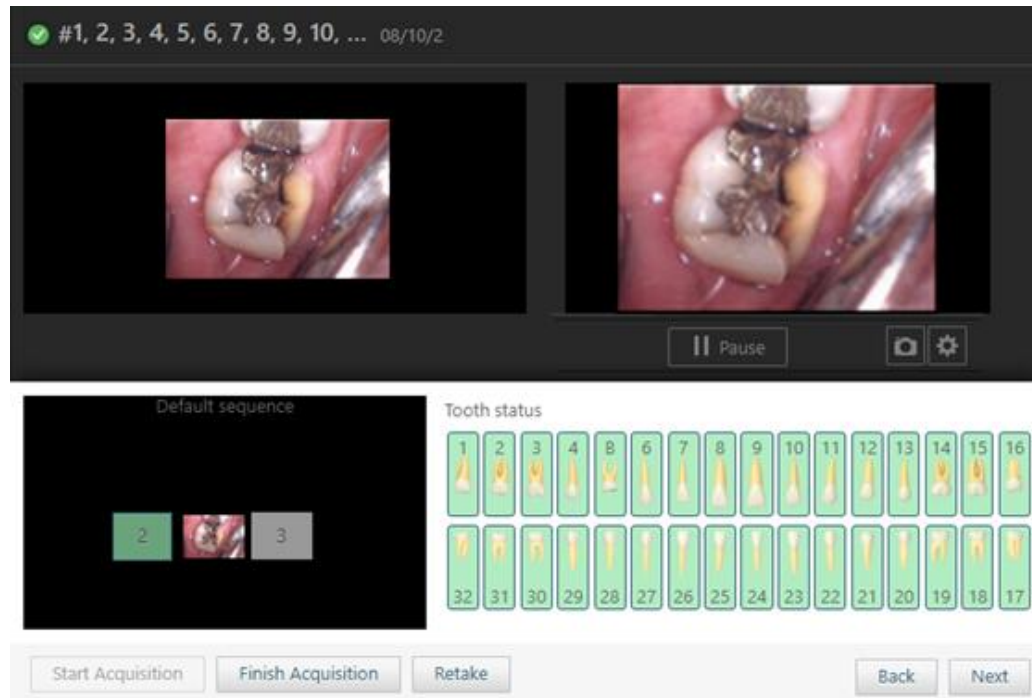 #1, 2, 3, 4, 5, 6, 7, 8, 9, 10, ... 08/10/2
Pause
Default sequence
2 3
Tooth status
1 2 3 4 B 6 7 8 9 10 11 12 13 14 15 16
32 31 30 29 28 27 26 25 24 23 22 21 20 19 18 17
Start Acquisition Finish Acquisition Retake Back Next